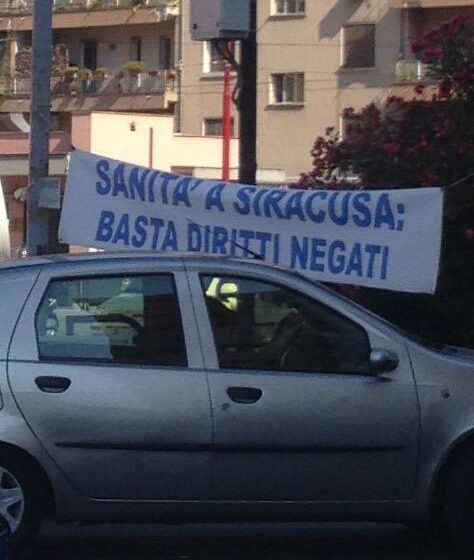 SANITA' A SIRACUSA:
BASTA DIRITTI NEGATI